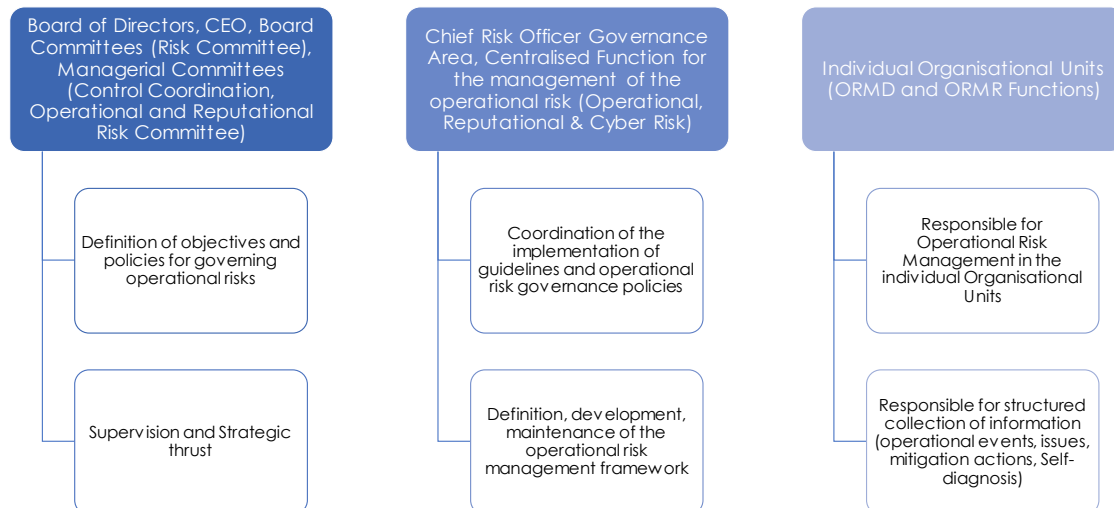 Board of Directors, CEO, Board
Committees (Risk Committee),
Managerial Committees
(Control Coordination,
Operational and Reputational
Risk Committee)
Definition of objectives and
policies for governing
operational risks
Supervision and Strategic
thrust
Chief Risk Officer Governance
Area, Centralised Function for
the management of the
operational risk (Operational,
Reputational & Cyber Risk)
Coordination of the
implementation of
guidelines and operational
risk governance policies
Definition, development,
maintenance of the
operational risk
management framework
Individual Organisational Units
(ORMD and ORMR Functions)
Responsible for
Operational Risk
Management in the
individual Organisational
Units
Responsible for structured
collection of information
(operational events, issues,
mitigation actions, Self-
diagnosis)